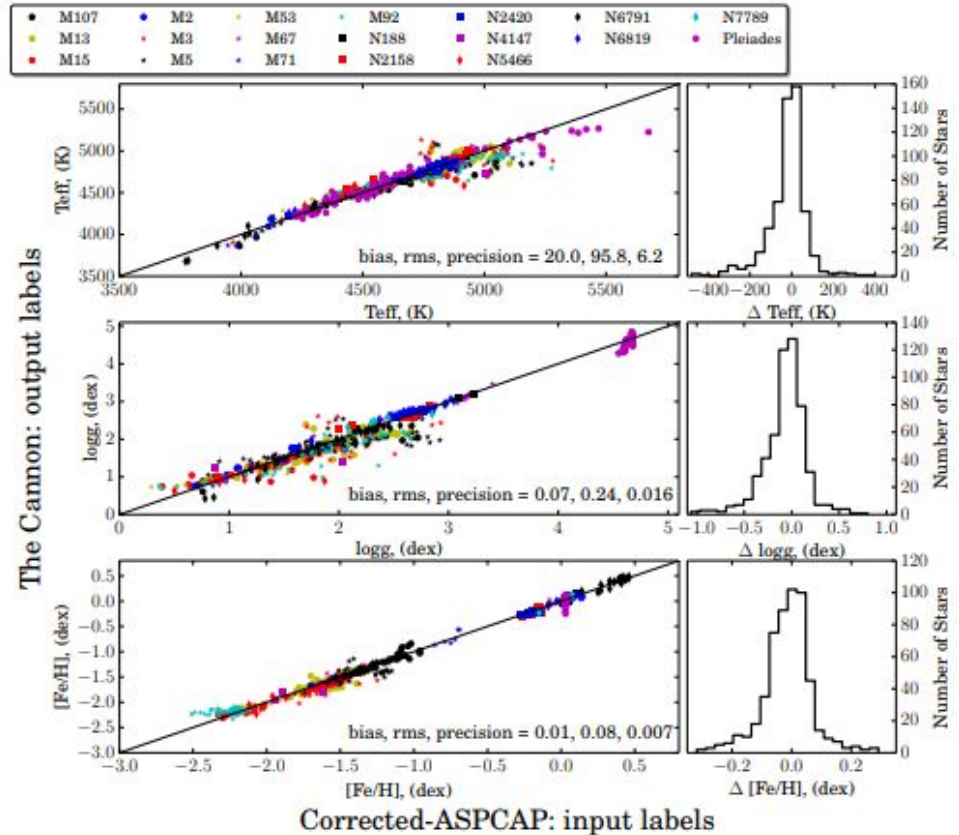 M107 M2 M53 M92 N2420 N6791 N7789
M13 M3 M67 N188 N4147 N6819 Pleiades
M15 M5 M71 N2158 N5466
The Cannon: output labels
Teff, (K)
5500
5000
4500
4000
3500
bias, rms, precision = 20.0, 95.8, 6.2
3500 4000 4500 5000 5500
Teff, (K)
160
140
120
100
80
60
40
20
0
Number of Stars
−400 −200 0 200 400
Δ Teff, (K)
logg, (dex)
5
4
3
2
1
0
bias, rms, precision = 0.07, 0.24, 0.016
0 1 2 3 4 5
logg, (dex)
140
120
100
80
60
40
20
0
Number of Stars
−1.0 −0.5 0.0 0.5 1.0
Δ logg, (dex)
[Fe/H], (dex)
0.5
0.0
−0.5
−1.0
−1.5
−2.0
−2.5
−3.0
bias, rms, precision = 0.01, 0.08, 0.007
−3.0 −2.5 −2.0 −1.5 −1.0 −0.5 0.0 0.5
[Fe/H], (dex)
120
100
80
60
40
20
0
Number of Stars
−0.2 0.0 0.2
Δ [Fe/H], (dex)
Corrected-ASPCAP: input labels